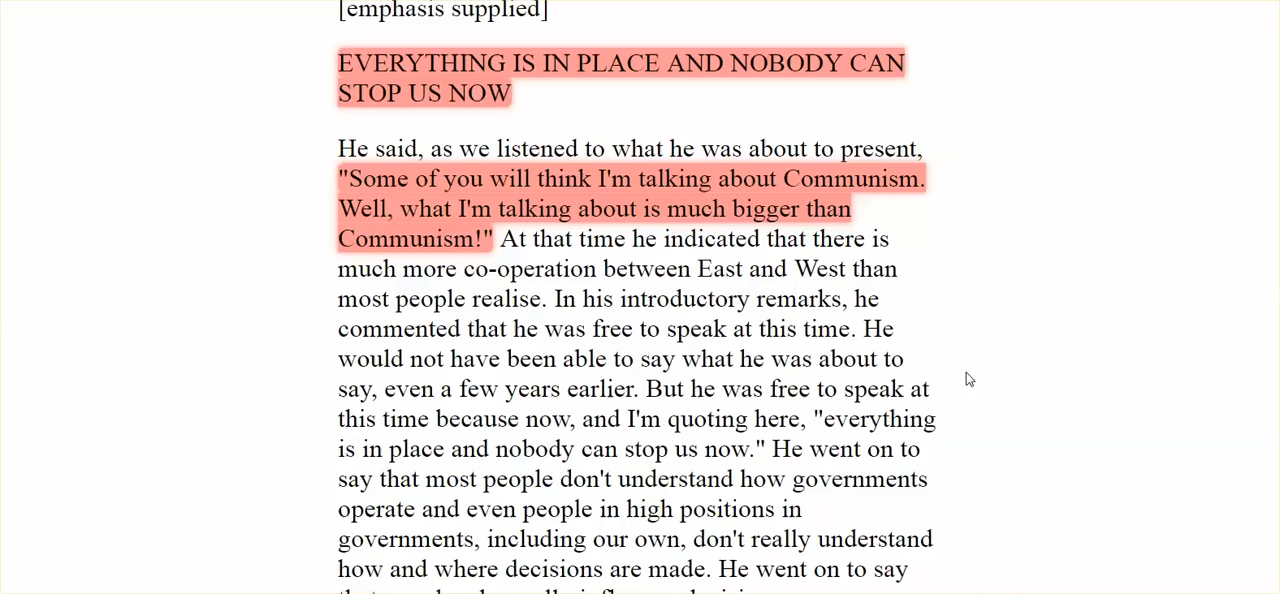 [emphasis supplied]
EVERYTHING IS IN PLACE AND NOBODY CAN
STOP US NOW
He said, as we listened to what he was about to present,
"Some of you will think I'm talking about Communism.
Well, what I'm talking about is much bigger than
Communism!" At that time he indicated that there is
much more co-operation between East and West than
most people realise. In his introductory remarks, he
commented that he was free to speak at this time. He
would not have been able to say what he was about to
say, even a few years earlier. But he was free to speak at
this time because now, and I'm quoting here, "everything
is in place and nobody can stop us now." He went on to
say that most people don't understand how governments
operate and even people in high positions in
governments, including our own, don't really understand
how and where decisions are made. He went on to say